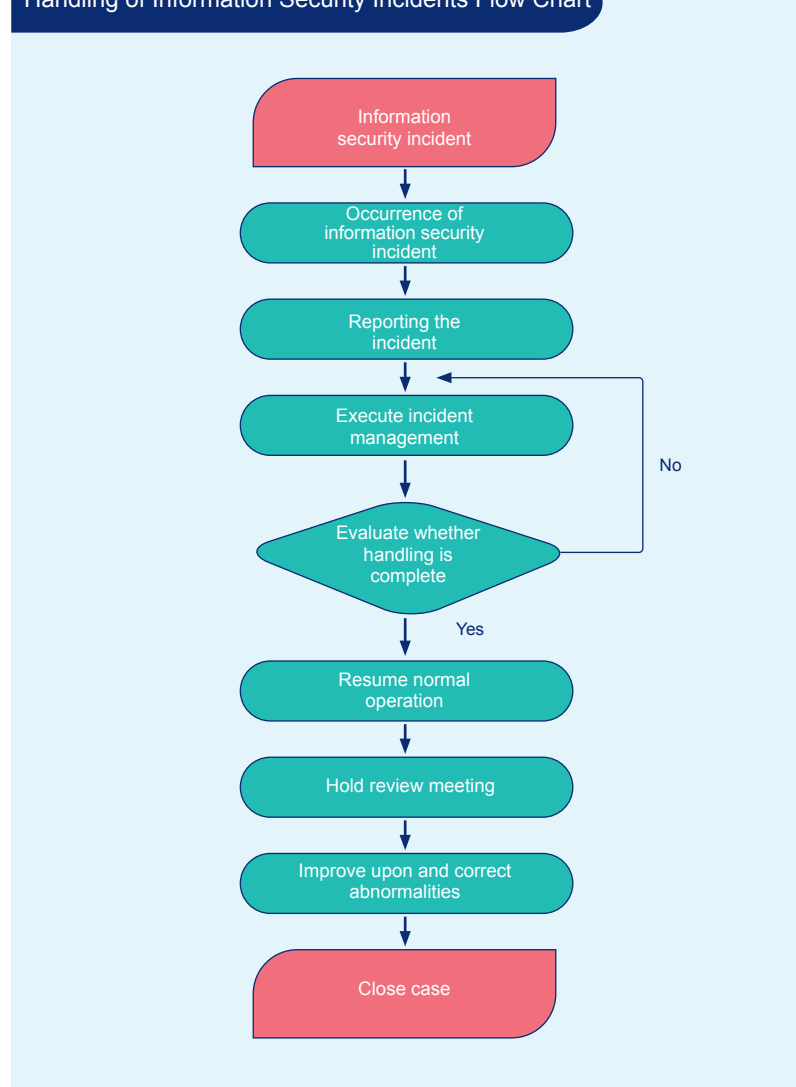 Handling of Information Security Incidents Flow Chart
Information
security incident
Occurrence of
information security
incident
Reporting the
incident
Execute incident
management
No
Evaluate whether
handling is
complete
Yes
Resume normal
operation
Hold review meeting
Improve upon and correct
abnormalities
Close case